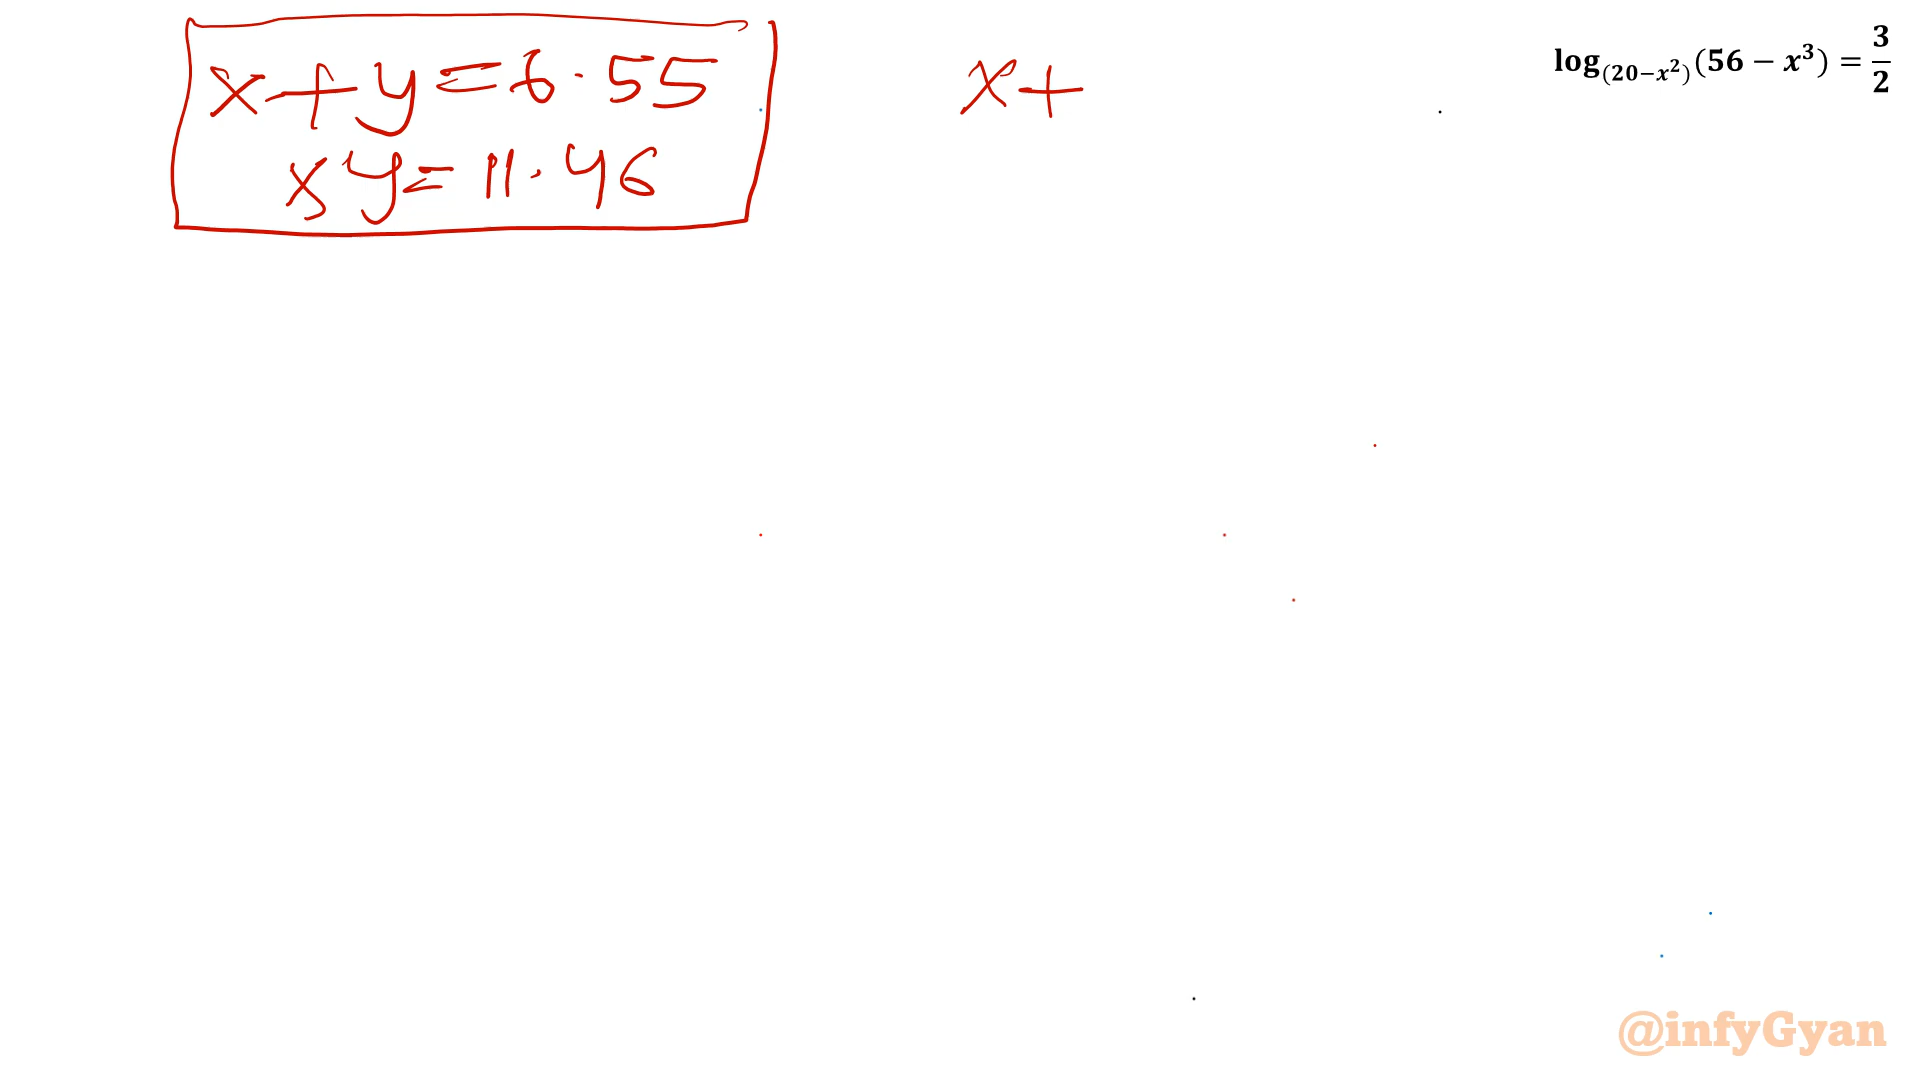 x + y = 6.55
xy = 11.46
x +
log₍₂₀₋ₓ²₎(56 − x³) = 3/2
@infyGyan